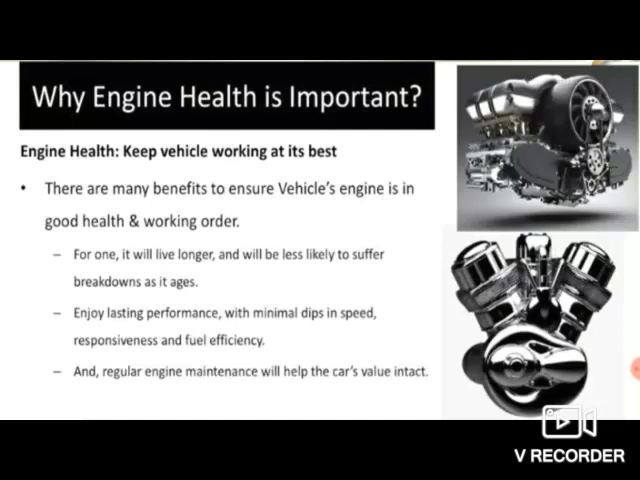 Why Engine Health is Important?
Engine Health: Keep vehicle working at its best
• There are many benefits to ensure Vehicle's engine is in
good health & working order.
– For one, it will live longer, and will be less likely to suffer
breakdowns as it ages.
– Enjoy lasting performance, with minimal dips in speed,
responsiveness and fuel efficiency.
– And, regular engine maintenance will help the car's value intact.
V RECORDER